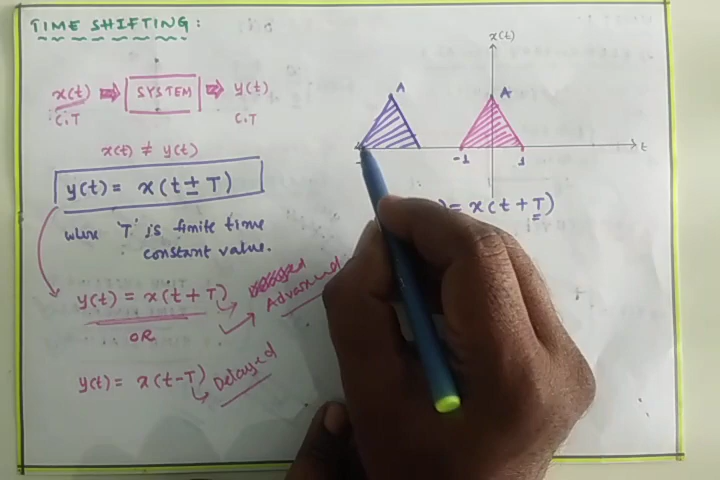 TIME SHIFTING:
x(t) ⇒ SYSTEM ⇒ y(t)
C.T C.T
x(t) ≠ y(t)
y(t) = x(t ± T)
where 'T' is finite time
constant value.
y(t) = x(t + T)
Advanced
OR
y(t) = x(t-T)
Delayed
x(t)
A
A
-1
1
t
= x(t + T)